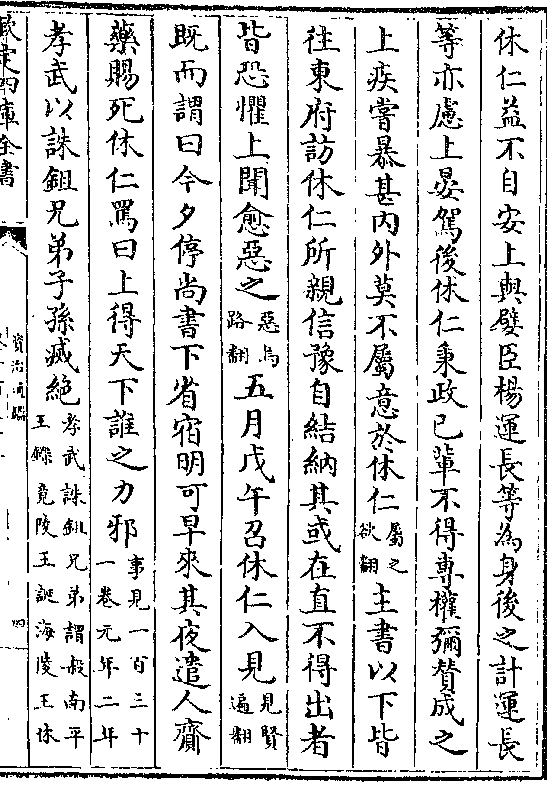 休仁益不自安上與嬖臣楊運長等為身後之計運長
等亦慮上晏駕後休仁秉政已輩不得專權彌贊成之
上疾嘗暴甚内外莫不屬意於休仁屬之欲翻主書以下皆
往東府訪休仁所親信豫自結納其或在直不得出者
皆恐懼上聞愈惡之惡烏路翻五月戊午召休仁入見見賢遍翻
既而謂曰今夕停尚書下省宿明可早來其夜遣人齎
藥賜死休仁罵曰上得天下誰之力邪事見一百三十一卷元年二年
孝武以誅鉏兄弟子孫滅絶孝武誅鉏兄弟謂殺南平王鑠竟陵王誕海陵王休
欽定四庫全書
資治通鑑
四